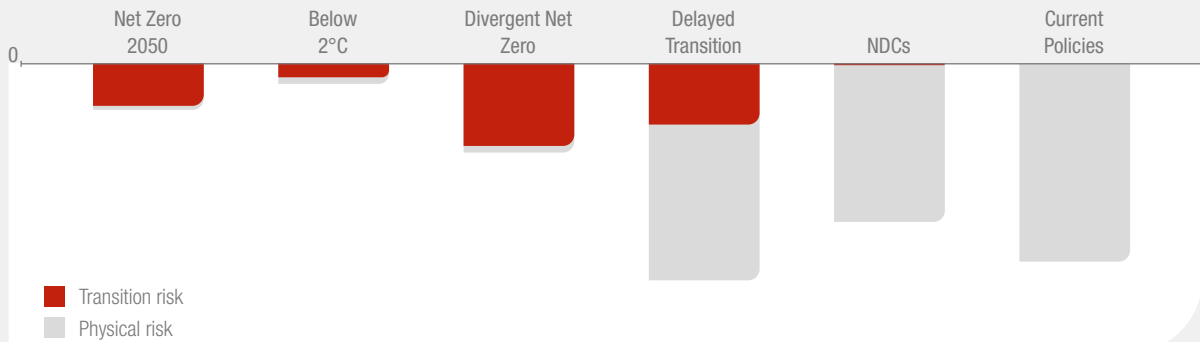 Net Zero
2050
Below
2°C
Divergent Net
Zero
Delayed
Transition
NDCs
Current
Policies
0
Transition risk
Physical risk